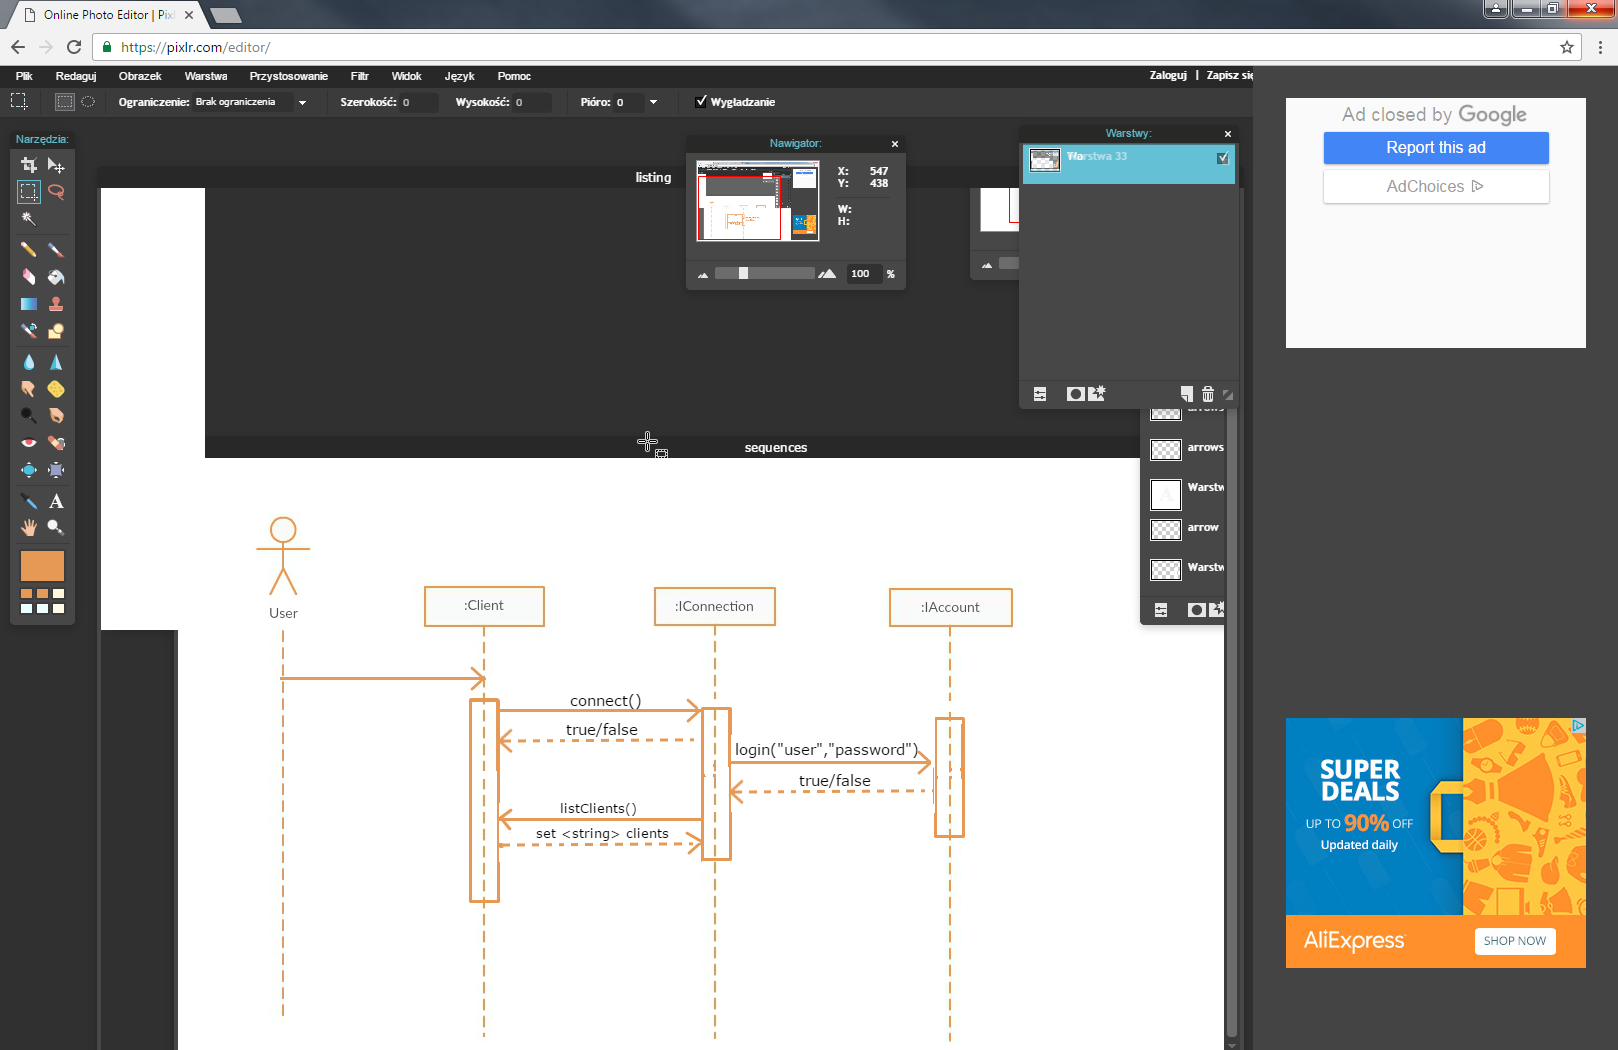 Online Photo Editor | Pix
https://pixlr.com/editor/
Plik Redaguj Obrazek Warstwa Przystosowanie Filtr Widok Język Pomoc
Zaloguj | Zapisz się
Ograniczenie: Brak ograniczenia Szerokość: 0 Wysokość: 0 Pióro: 0 Wygładzanie
Narzędzia:
Nawigator:
X: 547
Y: 438
W:
H:
100 %
Warstwy:
Warstwa 33
Ad closed by Google
Report this ad
AdChoices
listing
sequences
arrows
arrows
Warstw
arrow
Warstw
User
:Client
:IConnection
:IAccount
connect()
true/false
login("user","password")
true/false
listClients()
set <string> clients
SUPER
DEALS
UP TO 90% OFF
Updated daily
AliExpress
SHOP NOW